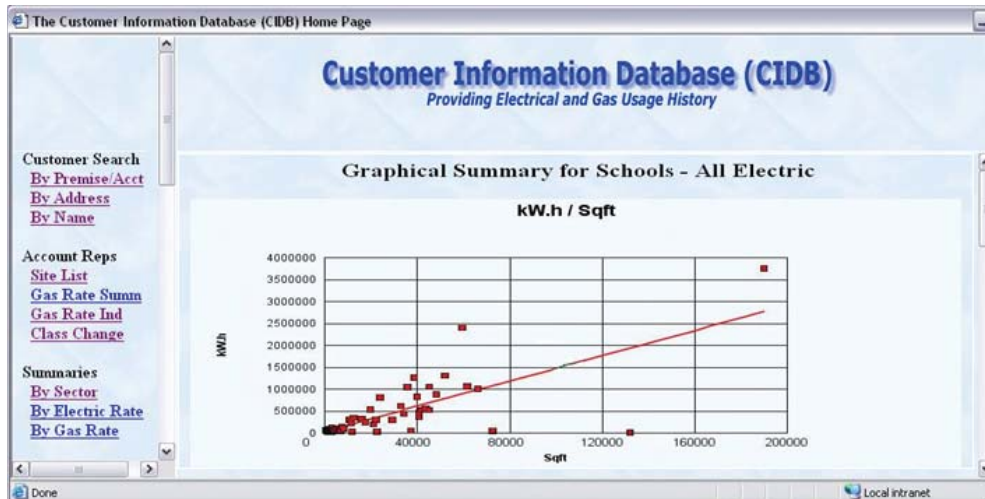 The Customer Information Database (CIDB) Home Page
Customer Information Database (CIDB)
Providing Electrical and Gas Usage History
Customer Search
By Premise/Acct
By Address
By Name
Account Reps
Site List
Gas Rate Summ
Gas Rate Ind
Class Change
Summaries
By Sector
By Electric Rate
By Gas Rate
Graphical Summary for Schools - All Electric
kW.h / Sqft
kW.h
4000000
3500000
3000000
2500000
2000000
1500000
1000000
500000
0
0 40000 80000 120000 160000 200000
Sqft
Done
Local intranet